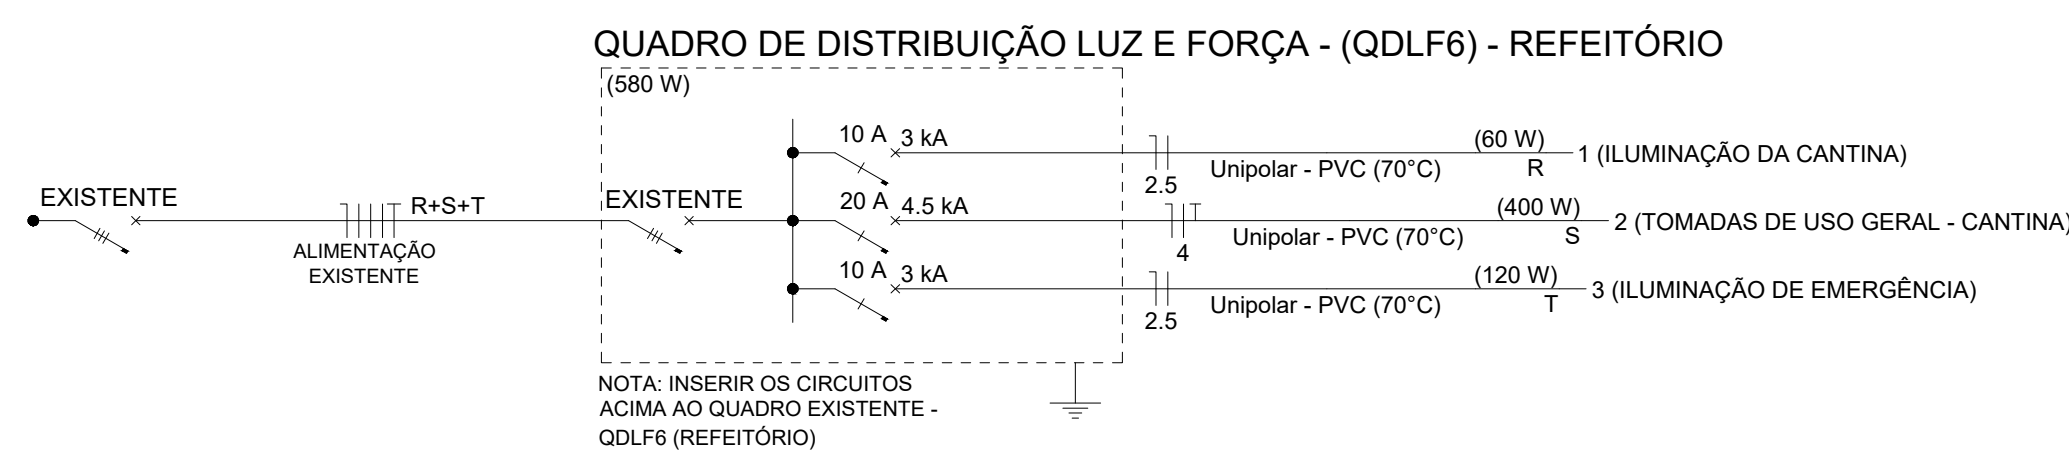 QUADRO DE DISTRIBUIÇÃO LUZ E FORÇA - (QDLF6) - REFEITÓRIO
(580 W)
10 A 3 kA
(60 W)
1 (ILUMINAÇÃO DA CANTINA)
2.5
Unipolar - PVC (70°C)
R
EXISTENTE
R+S+T
ALIMENTAÇÃO
EXISTENTE
EXISTENTE
20 A 4.5 kA
(400 W)
2 (TOMADAS DE USO GERAL - CANTINA)
4
Unipolar - PVC (70°C)
S
10 A 3 kA
(120 W)
3 (ILUMINAÇÃO DE EMERGÊNCIA)
2.5
Unipolar - PVC (70°C)
T
NOTA: INSERIR OS CIRCUITOS
ACIMA AO QUADRO EXISTENTE -
QDLF6 (REFEITÓRIO)